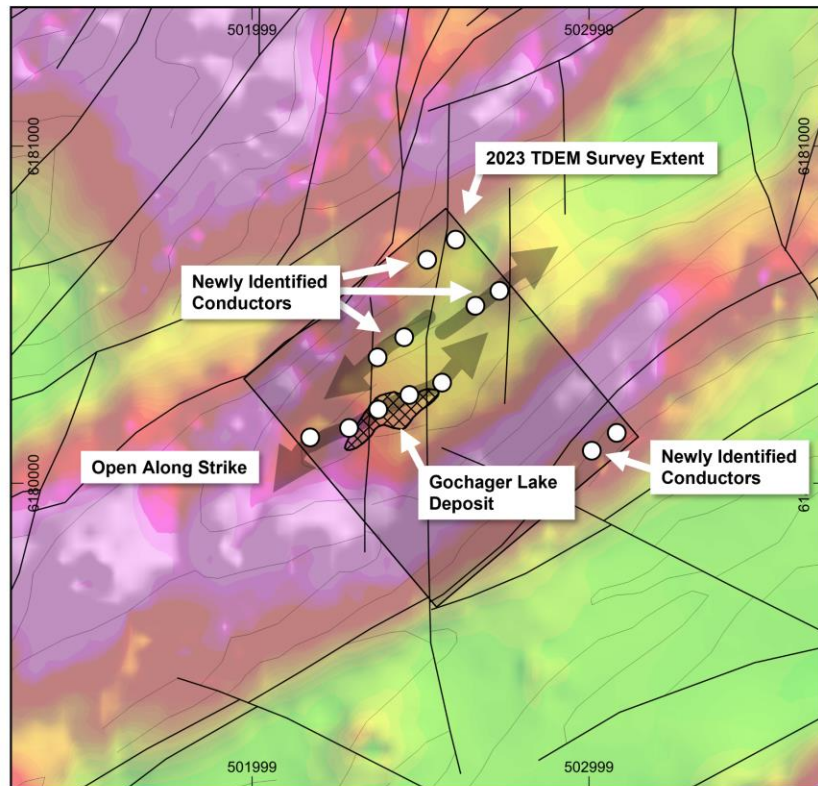 501999
502999
6181000
6181000
2023 TDEM Survey Extent
Newly Identified
Conductors
Open Along Strike
Gochager Lake
Deposit
Newly Identified
Conductors
6180000
61
501999
502999